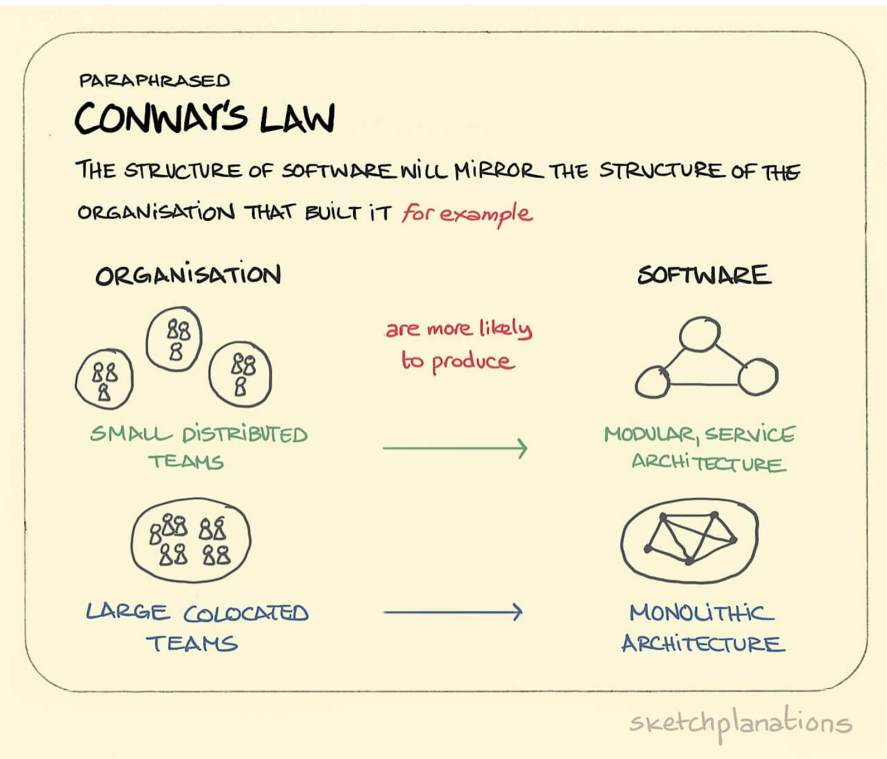 PARAPHRASED
CONWAY'S LAW
THE STRUCTURE OF SOFTWARE WILL MIRROR THE STRUCTURE OF THE
ORGANISATION THAT BUILT IT for example
ORGANISATION
SOFTWARE
are more likely
to produce
SMALL DISTRIBUTED
TEAMS
MODULAR, SERVICE
ARCHITECTURE
LARGE COLOCATED
TEAMS
MONOLITHIC
ARCHITECTURE
sketchplanations